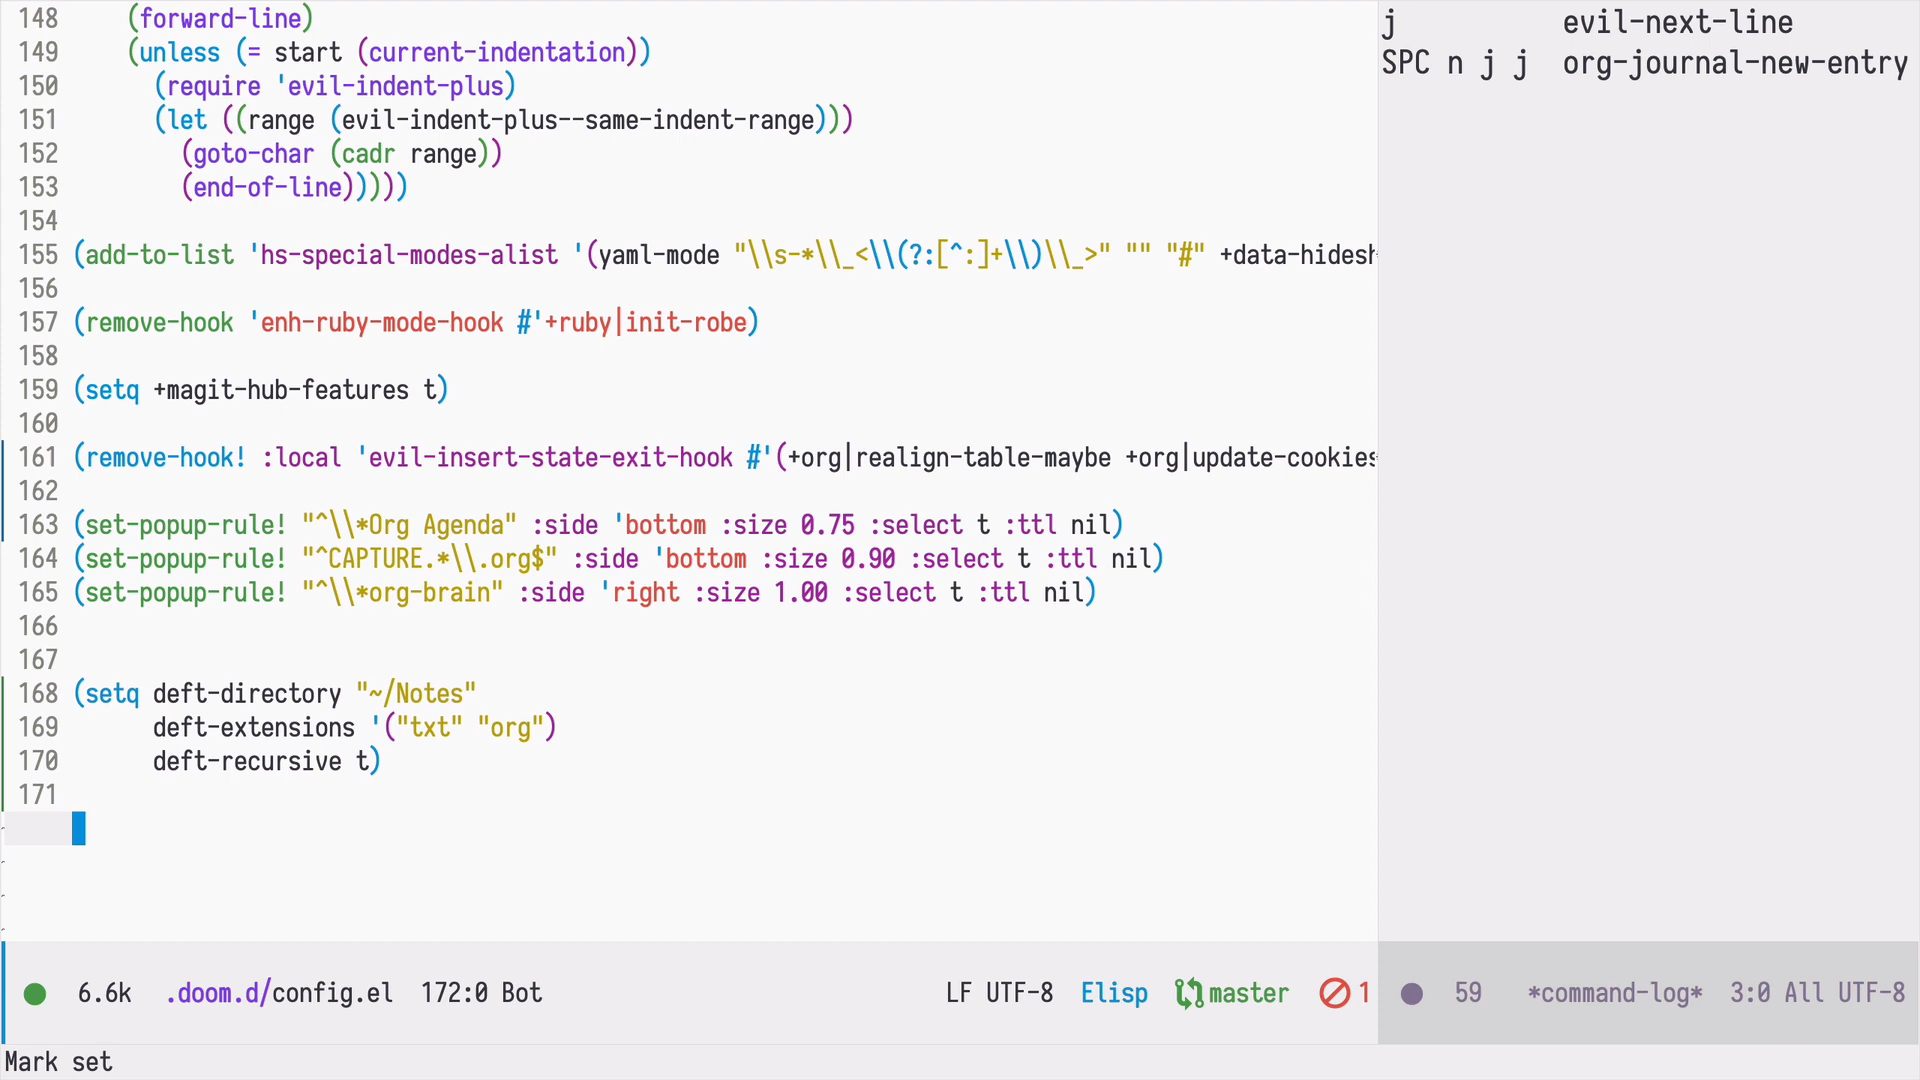 148     (forward-line)
149     (unless (= start (current-indentation))
150       (require 'evil-indent-plus)
151       (let ((range (evil-indent-plus--same-indent-range)))
152         (goto-char (cadr range))
153         (end-of-line)))))
154
155 (add-to-list 'hs-special-modes-alist '(yaml-mode "\\s-*\\_<\\(?:[^:]+\\)\\_>" "" "#" +data-hidesh
156
157 (remove-hook 'enh-ruby-mode-hook #'+ruby|init-robe)
158
159 (setq +magit-hub-features t)
160
161 (remove-hook! :local 'evil-insert-state-exit-hook #'(+org|realign-table-maybe +org|update-cookies
162
163 (set-popup-rule! "^\\*Org Agenda" :side 'bottom :size 0.75 :select t :ttl nil)
164 (set-popup-rule! "^CAPTURE.*\\.org$" :side 'bottom :size 0.90 :select t :ttl nil)
165 (set-popup-rule! "^\\*org-brain" :side 'right :size 1.00 :select t :ttl nil)
166
167
168 (setq deft-directory "~/Notes"
169       deft-extensions '("txt" "org")
170       deft-recursive t)
171
6.6k .doom.d/config.el 172:0 Bot LF UTF-8 Elisp master 1
Mark set
j evil-next-line
SPC n j j org-journal-new-entry
59 *command-log* 3:0 All UTF-8